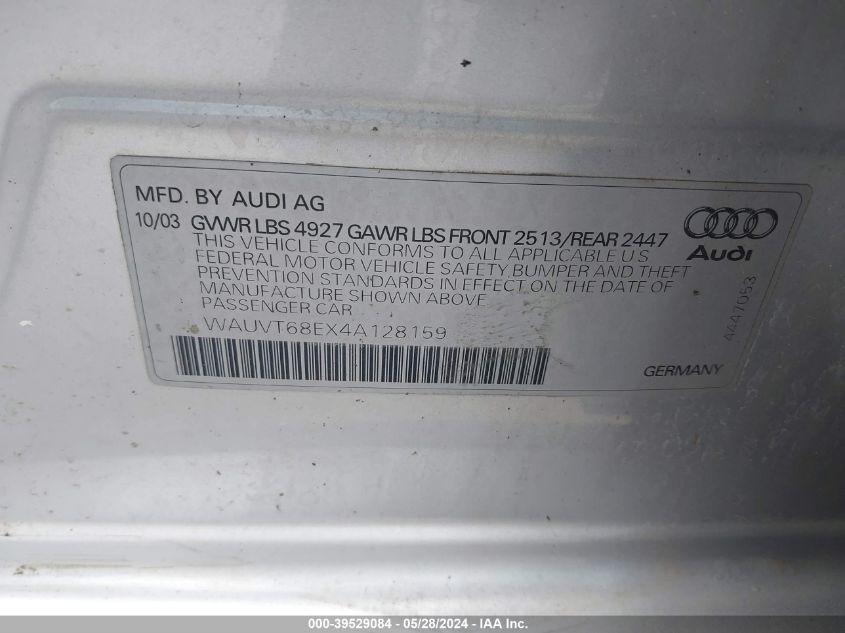 MFD. BY AUDI AG
10/03 GVWR LBS 4927 GAWR LBS FRONT 2513/REAR 2447
THIS VEHICLE CONFORMS TO ALL APPLICABLE U S
FEDERAL MOTOR VEHICLE SAFETY, BUMPER AND THEFT
PREVENTION STANDARDS IN EFFECT ON THE DATE OF
MANUFACTURE SHOWN ABOVE
PASSENGER CAR
WAUVT68EX4A128159
Audi
4447053
GERMANY
000-39529084 - 05/28/2024 - IAA Inc.